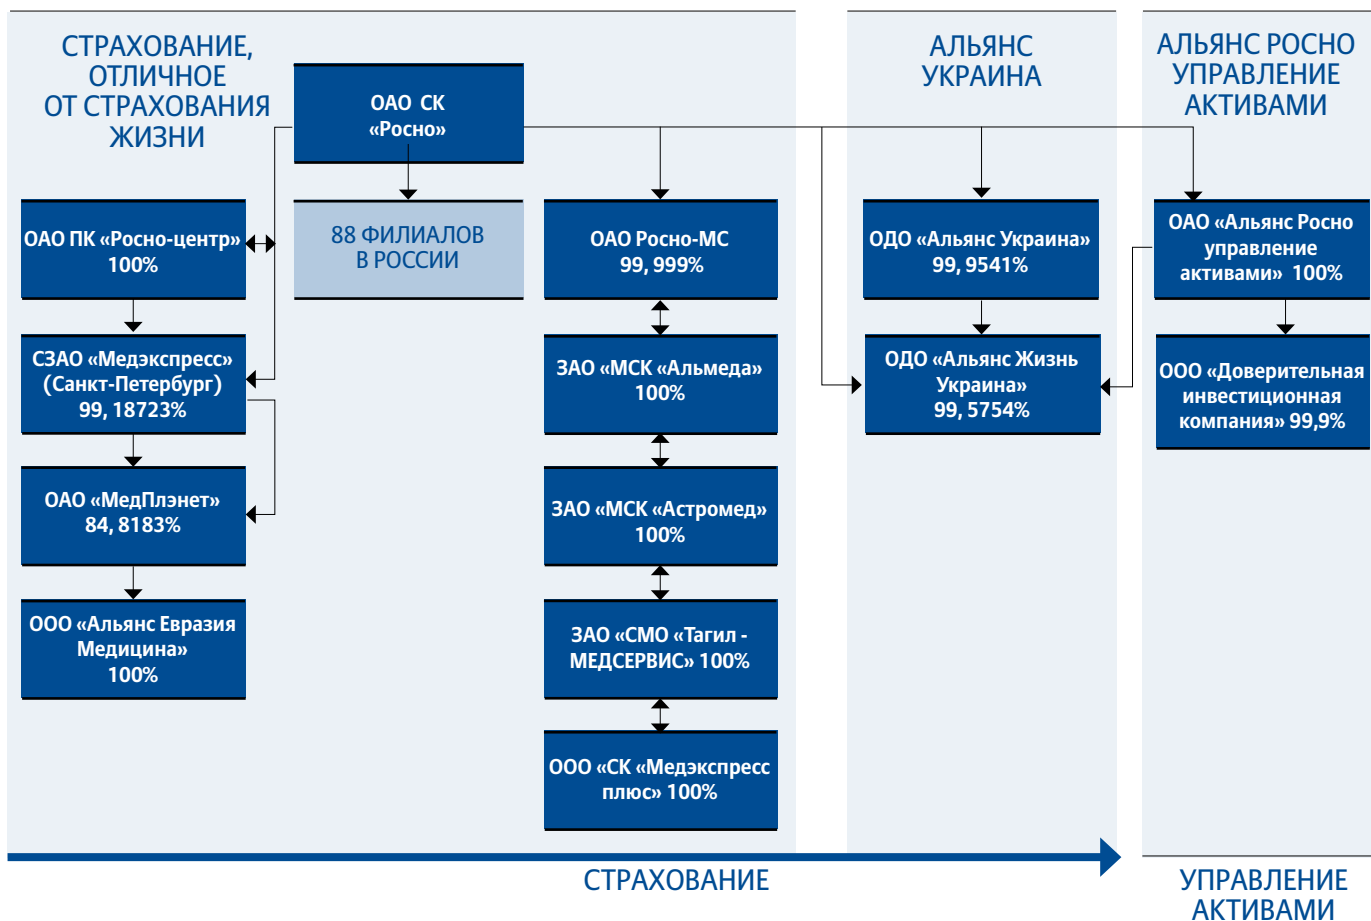 СТРАХОВАНИЕ,
ОТЛИЧНОЕ
ОТ СТРАХОВАНИЯ
ЖИЗНИ
ОАО СК
«Росно»
ОАО ПК «Росно-центр»
100%
88 ФИЛИАЛОВ
В РОССИИ
ОАО Росно-МС
99, 999%
СЗАО «Медэкспресс»
(Санкт-Петербург)
99, 18723%
ЗАО «МСК «Альмеда»
100%
ОАО «МедПлэнет»
84, 8183%
ЗАО «МСК «Астромед»
100%
ООО «Альянс Евразия
Медицина»
100%
ЗАО «СМО «Тагил -
МЕДСЕРВИС» 100%
ООО «СК «Медэкспресс
плюс» 100%
АЛЬЯНС
УКРАИНА
ОДО «Альянс Украина»
99, 9541%
ОДО «Альянс Жизнь
Украина»
99, 5754%
АЛЬЯНС РОСНО
УПРАВЛЕНИЕ
АКТИВАМИ
ОАО «Альянс Росно
управление
активами» 100%
ООО «Доверительная
инвестиционная
компания» 99,9%
СТРАХОВАНИЕ
УПРАВЛЕНИЕ
АКТИВАМИ